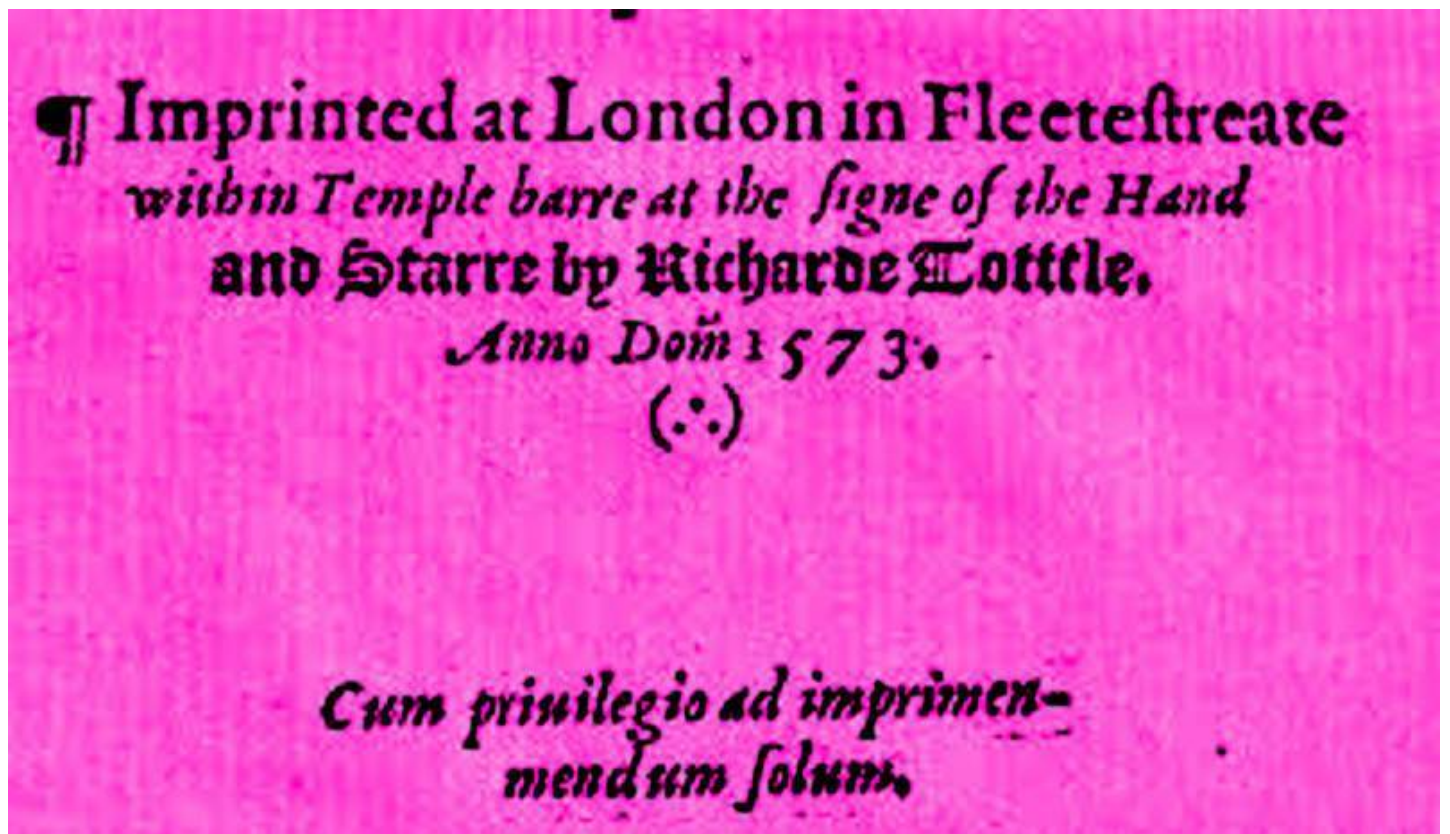 ¶ Imprinted at London in Fleeteſtreate
within Temple barre at the ſigne of the Hand
and Starre by Richarde Totttle.
Anno Dom̃ 1573.
(∵)
Cum priuilegio ad imprimen-
mendum ſolum.